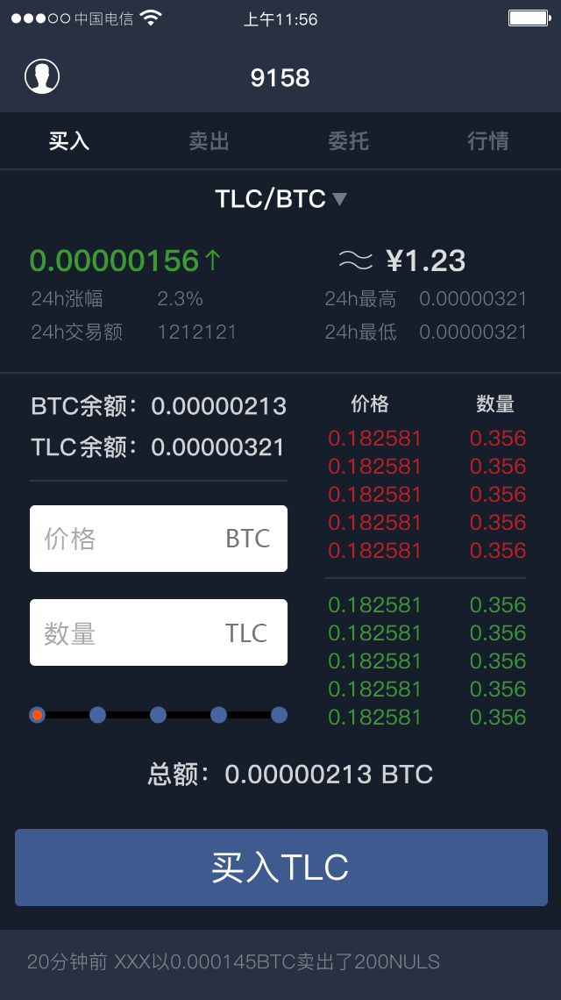 中国电信 上午11:56
9158
买入 卖出 委托 行情
TLC/BTC
0.00000156↑ ≈ ¥1.23
24h涨幅 2.3% 24h最高 0.00000321
24h交易额 1212121 24h最低 0.00000321
BTC余额：0.00000213
TLC余额：0.00000321
价格 BTC
数量 TLC
价格 数量
0.182581 0.356
0.182581 0.356
0.182581 0.356
0.182581 0.356
0.182581 0.356
0.182581 0.356
0.182581 0.356
0.182581 0.356
0.182581 0.356
0.182581 0.356
总额：0.00000213 BTC
买入TLC
20分钟前 XXX以0.000145BTC卖出了200NULS